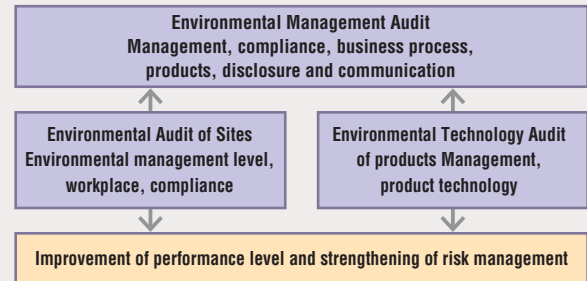 Environmental Management Audit
Management, compliance, business process,
products, disclosure and communication
Environmental Audit of Sites
Environmental management level,
workplace, compliance
Environmental Technology Audit
of products Management,
product technology
Improvement of performance level and strengthening of risk management